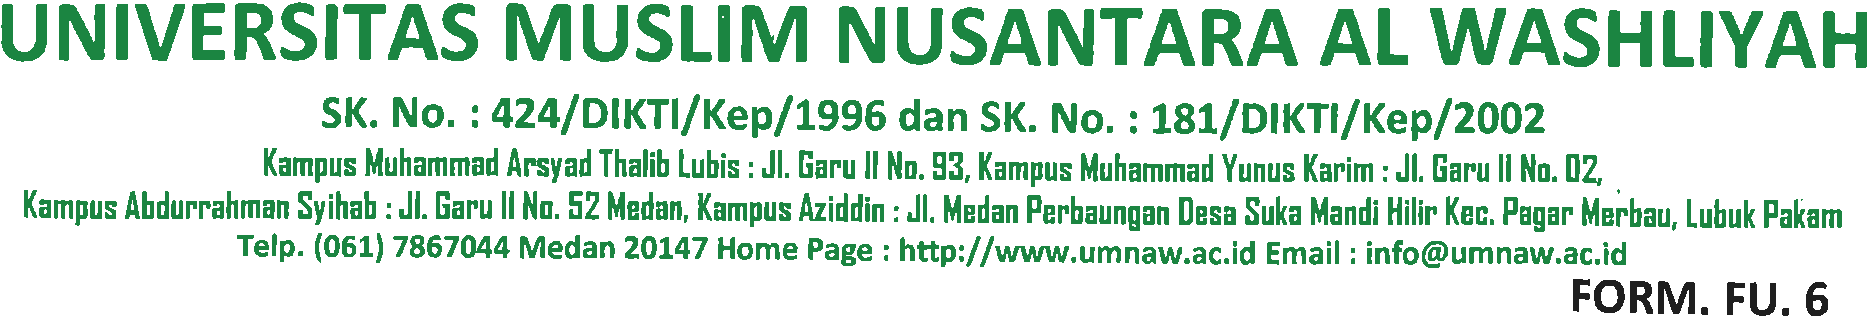 UNIVERSITAS MUSLIM NUSANTARA AL WASHLIYAH
SK. No. : 424/DIKTI/Kep/1996 dan SK. No. : 181/DIKTI/Kep/2002
Kampus Muhammad Arsyad Thalib Lubis : Jl. Garu II No. 93, Kampus Muhammad Yunus Karim : Jl. Garu II No. 02,
Kampus Abdurrahman Syihab : Jl. Garu II No. 52 Medan, Kampus Aziddin : Jl. Medan Perbaungan Desa Suka Mandi Hilir Kec. Pagar Merbau, Lubuk Pakam
Telp. (061) 7867044 Medan 20147 Home Page : http://www.umnaw.ac.id Email : info@umnaw.ac.id
FORM. FU. 6